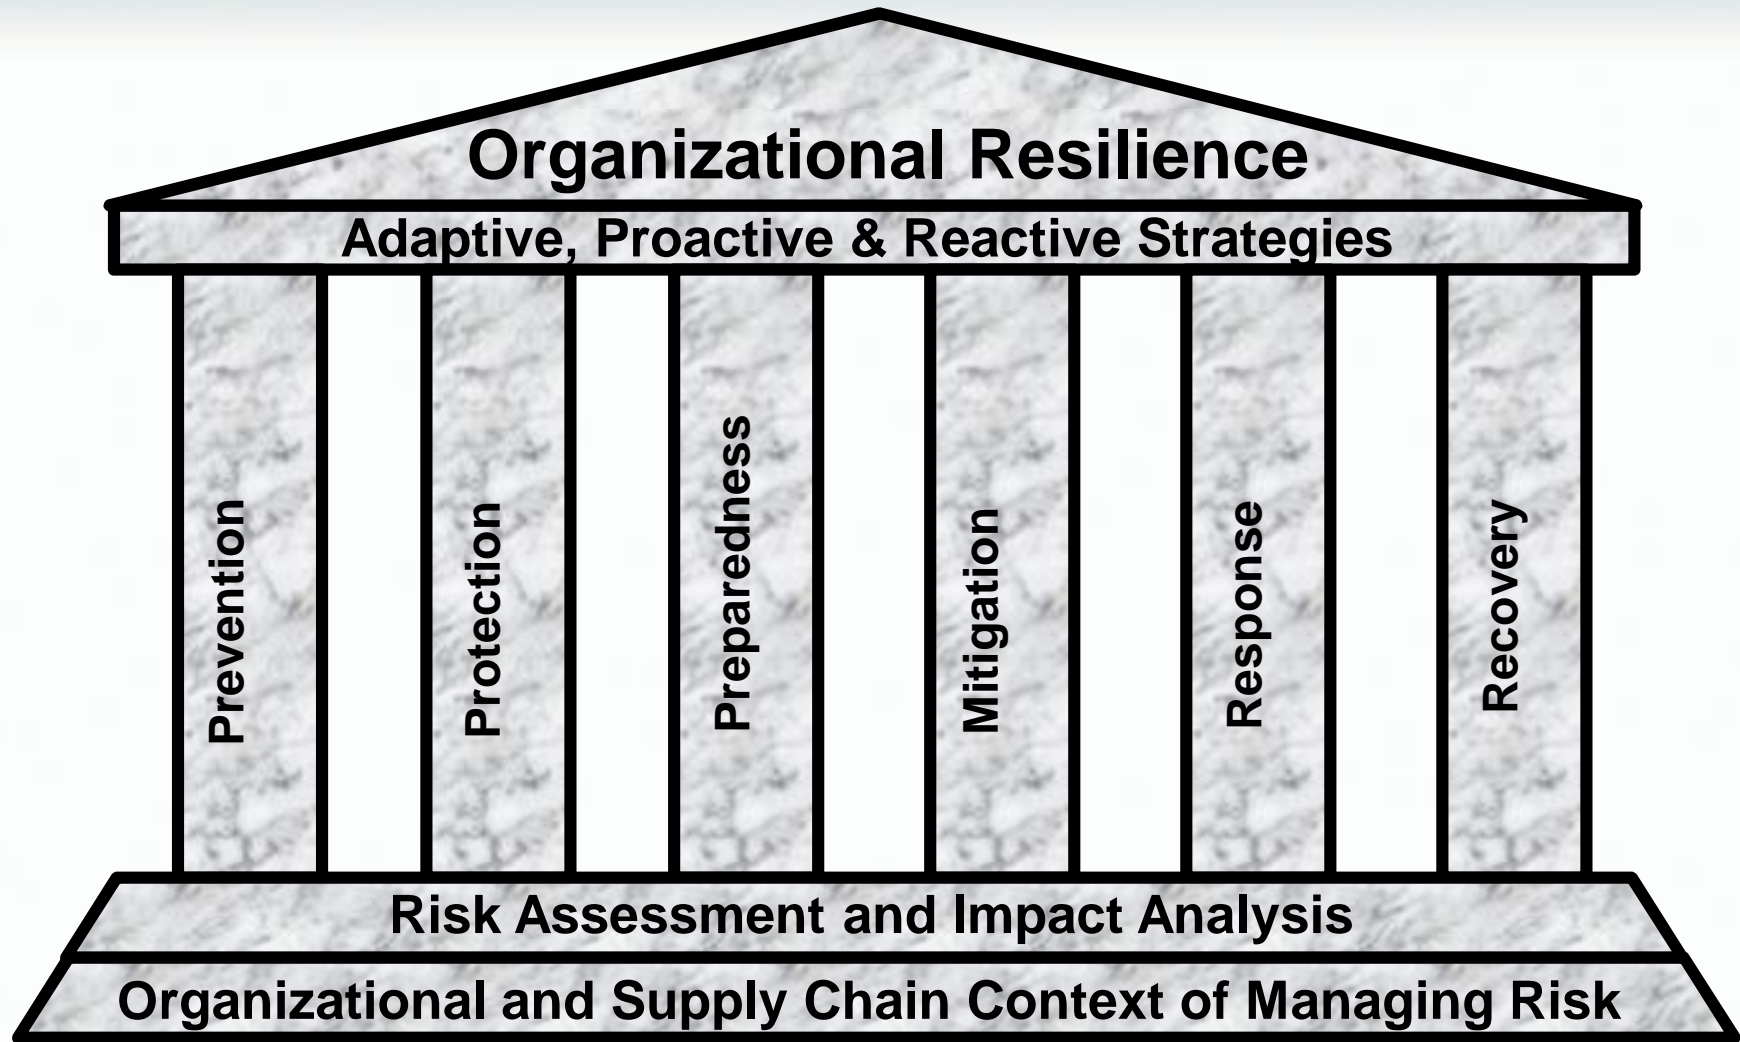 Organizational Resilience
Adaptive, Proactive & Reactive Strategies
Prevention
Protection
Preparedness
Mitigation
Response
Recovery
Risk Assessment and Impact Analysis
Organizational and Supply Chain Context of Managing Risk